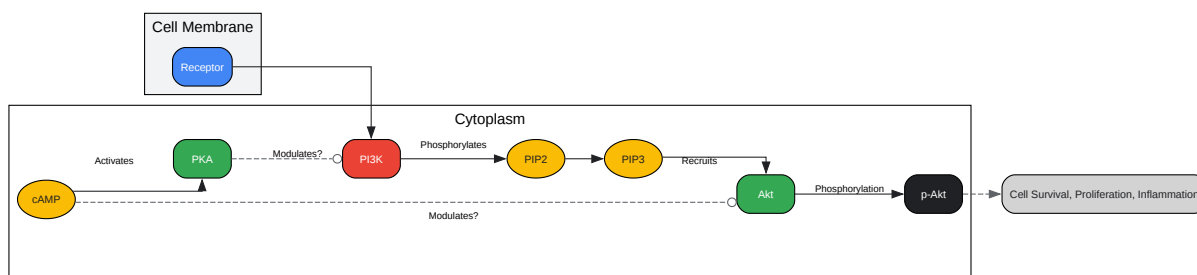 Cell Membrane
Receptor
Cytoplasm
Activates
PKA
Modulates?
PI3K
Phosphorylates
PIP2
PIP3
Recruits
cAMP
Modulates?
Akt
Phosphorylation
p-Akt
Cell Survival, Proliferation, Inflammation